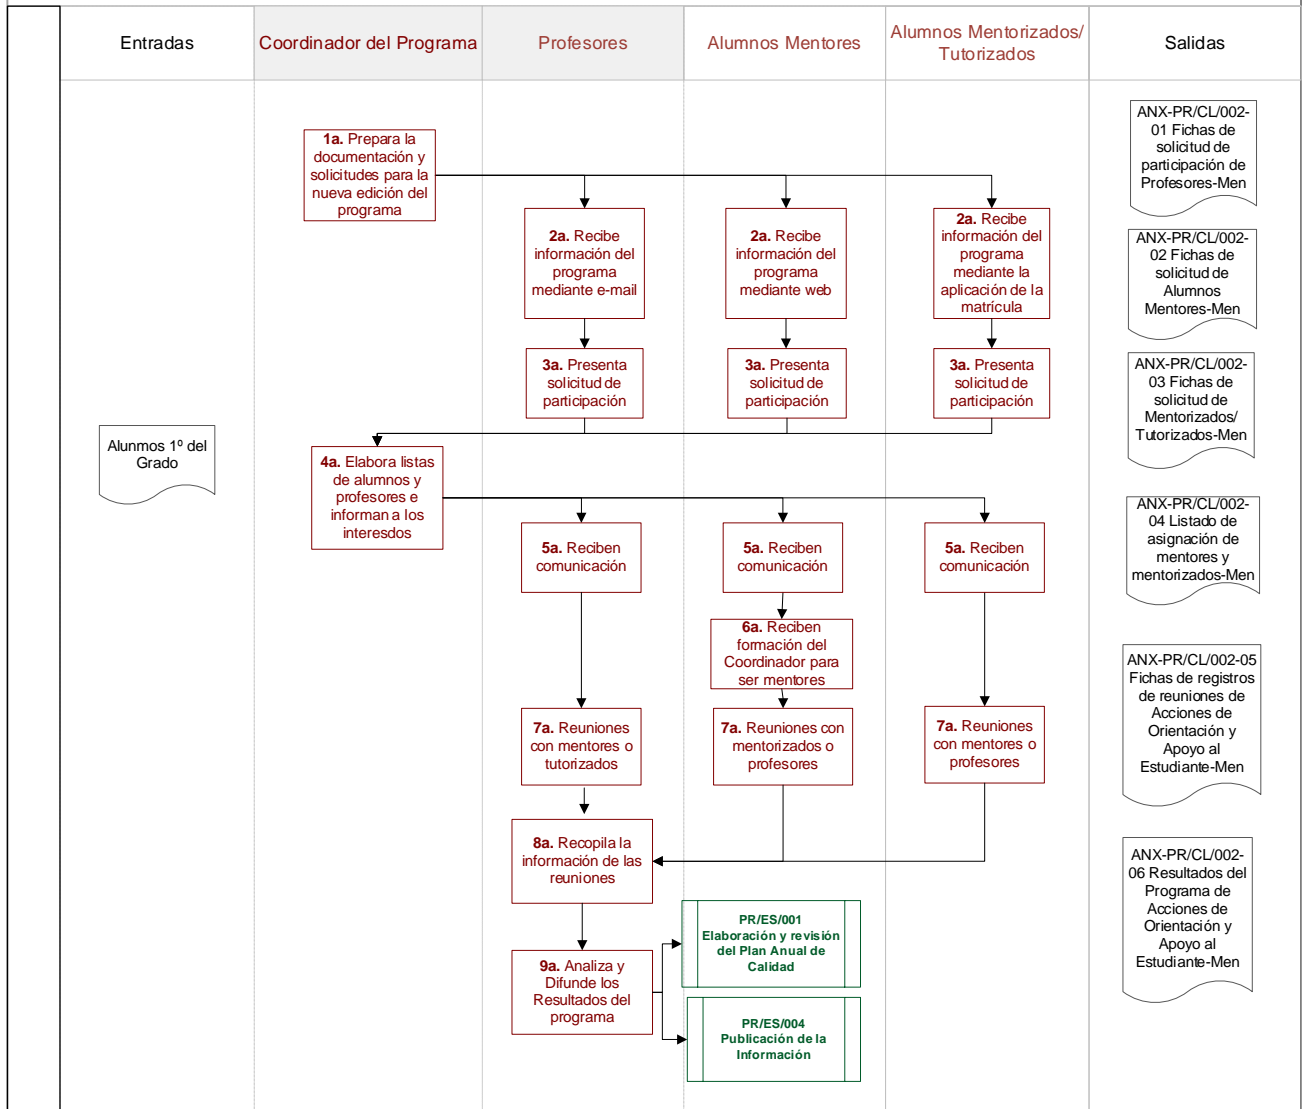 Entradas
Coordinador del Programa
Profesores
Alumnos Mentores
Alumnos Mentorizados/
Tutorizados
Salidas
1a. Prepara la
documentación y
solicitudes para la
nueva edición del
programa
2a. Recibe
información del
programa
mediante e-mail
2a. Recibe
información del
programa
mediante web
2a. Recibe
información del
programa
mediante la
aplicación de la
matrícula
3a. Presenta
solicitud de
participación
3a. Presenta
solicitud de
participación
3a. Presenta
solicitud de
participación
Alunmos 1º del
Grado
4a. Elabora listas
de alumnos y
profesores e
informan a los
interesdos
5a. Reciben
comunicación
5a. Reciben
comunicación
5a. Reciben
comunicación
6a. Reciben
formación del
Coordinador para
ser mentores
7a. Reuniones
con mentores o
tutorizados
7a. Reuniones con
mentorizados o
profesores
7a. Reuniones
con mentores o
profesores
8a. Recopila la
información de las
reuniones
9a. Analiza y
Difunde los
Resultados del
programa
PR/ES/001
Elaboración y revisión
del Plan Anual de
Calidad
PR/ES/004
Publicación de la
Información
ANX-PR/CL/002-
01 Fichas de
solicitud de
participación de
Profesores-Men
ANX-PR/CL/002-
02 Fichas de
solicitud de
Alumnos
Mentores-Men
ANX-PR/CL/002-
03 Fichas de
solicitud de
Mentorizados/
Tutorizados-Men
ANX-PR/CL/002-
04 Listado de
asignación de
mentores y
mentorizados-Men
ANX-PR/CL/002-05
Fichas de registros
de reuniones de
Acciones de
Orientación y
Apoyo al
Estudiante-Men
ANX-PR/CL/002-
06 Resultados del
Programa de
Acciones de
Orientación y
Apoyo al
Estudiante-Men